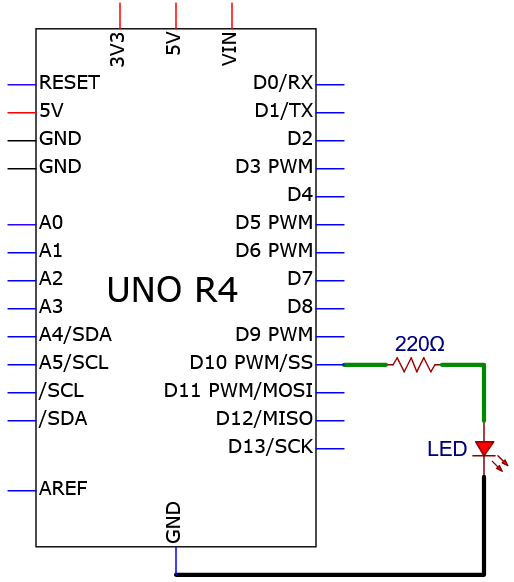 3V3
5V
VIN
RESET
5V
GND
GND
A0
A1
A2
A3
A4/SDA
A5/SCL
/SCL
/SDA
AREF
UNO R4
D0/RX
D1/TX
D2
D3 PWM
D4
D5 PWM
D6 PWM
D7
D8
D9 PWM
D10 PWM/SS
D11 PWM/MOSI
D12/MISO
D13/SCK
GND
220Ω
LED